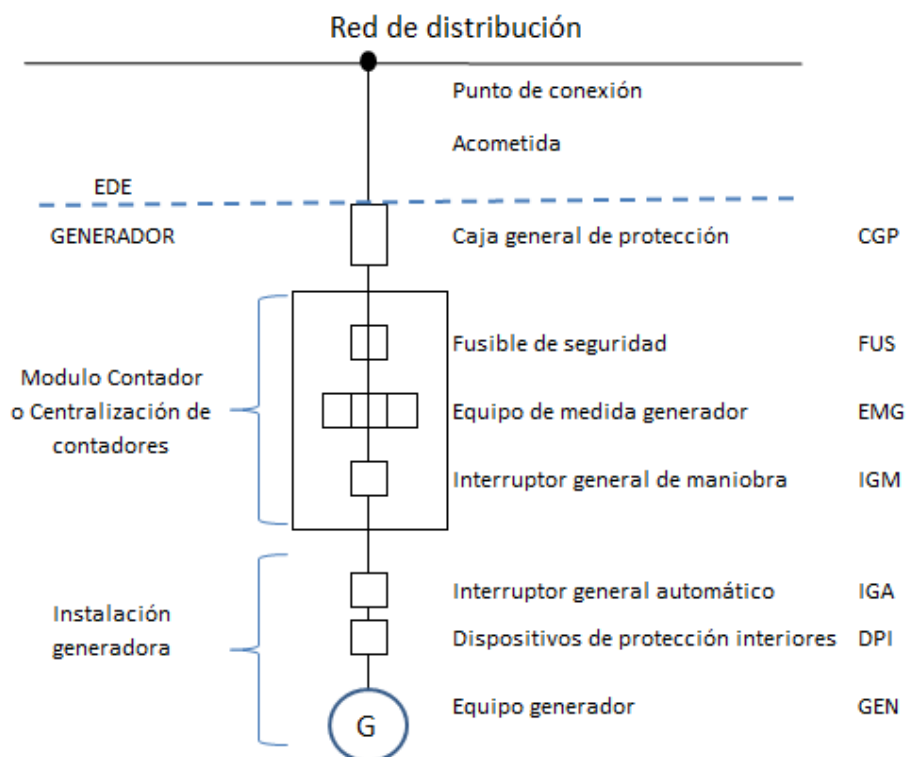 Red de distribución
Punto de conexión
Acometida
EDE
GENERADOR
Caja general de protección CGP
Fusible de seguridad FUS
Modulo Contador
o Centralización de
contadores
Equipo de medida generador EMG
Interruptor general de maniobra IGM
Interruptor general automático IGA
Instalación
generadora
Dispositivos de protección interiores DPI
Equipo generador GEN
G